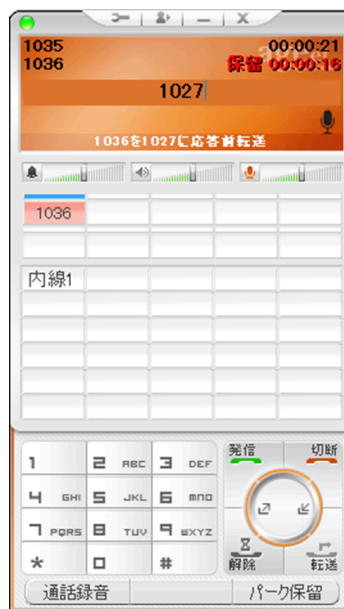 1035 00:00:21
1036 保留 00:00:16
1027
1036を1027に応答前転送
1036
内線1
発信 切断
1 2 ABC 3 DEF
4 GHI 5 JKL 6 MNO
7 PQRS 8 TUV 9 WXYZ
* 0 #
解除 転送
通話録音 パーク保留